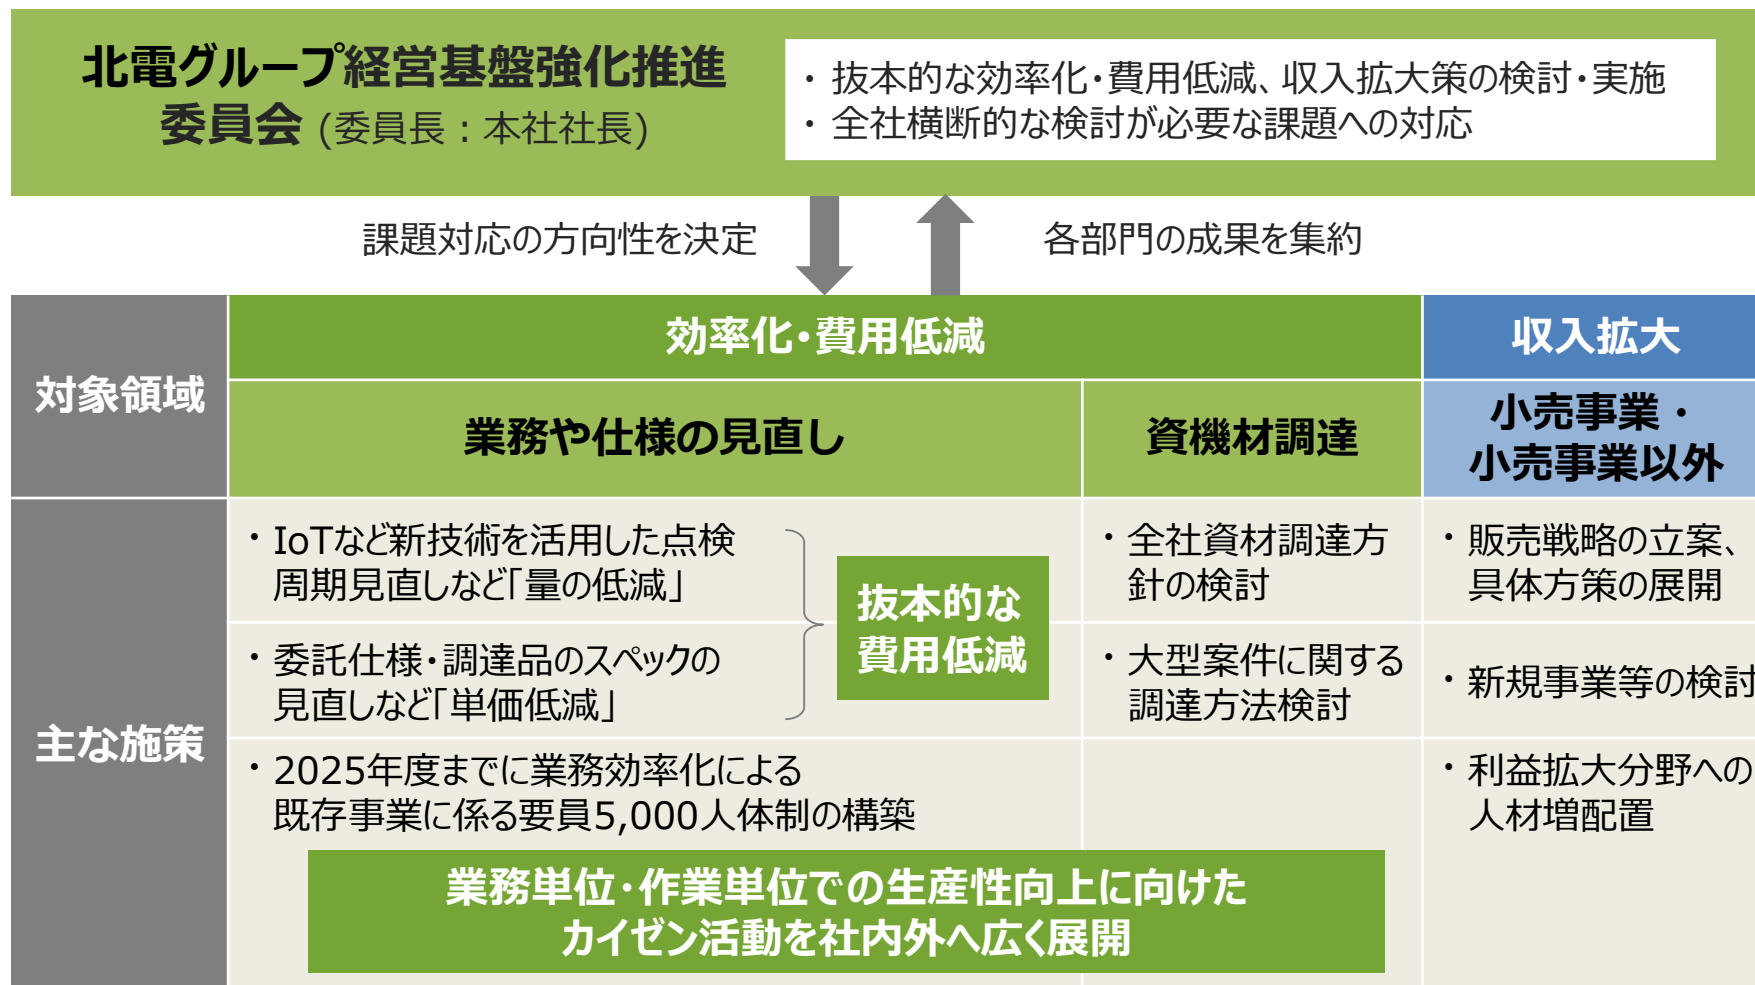 北電グループ経営基盤強化推進
委員会 (委員長：本社社長)
・ 抜本的な効率化・費用低減、収入拡大策の検討・実施
・ 全社横断的な検討が必要な課題への対応
課題対応の方向性を決定
各部門の成果を集約
対象領域
効率化・費用低減
収入拡大
業務や仕様の見直し
資機材調達
小売事業・
小売事業以外
主な施策
・ IoTなど新技術を活用した点検
周期見直しなど「量の低減」
・ 委託仕様・調達品のスペックの
見直しなど「単価低減」
抜本的な
費用低減
・ 2025年度までに業務効率化による
既存事業に係る要員5,000人体制の構築
・ 全社資材調達方
針の検討
・ 大型案件に関する
調達方法検討
・ 販売戦略の立案、
具体方策の展開
・ 新規事業等の検討
・ 利益拡大分野への
人材増配置
業務単位・作業単位での生産性向上に向けた
カイゼン活動を社内外へ広く展開